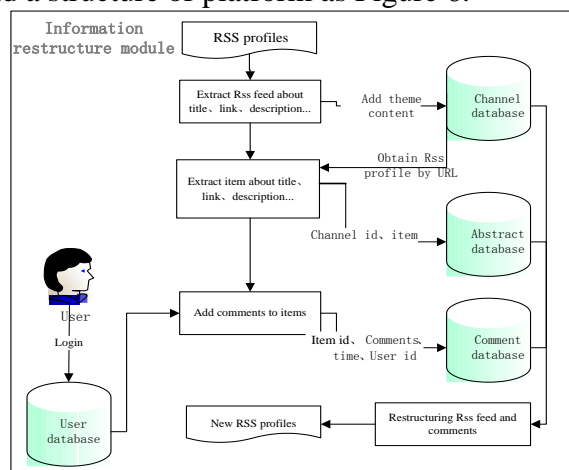 d a structure of platform as Figure 6.
Information
restructure module
RSS profiles
Extract Rss feed about
title、link、description...
Add theme
content
Channel
database
Obtain Rss
profile by URL
Extract item about title、
link、description...
Channel id、item
Abstract
database
User
Login
Add comments to items
Item id、Comments、
time、User id
Comment
database
User
database
New RSS profiles
Restructuring Rss feed and
comments